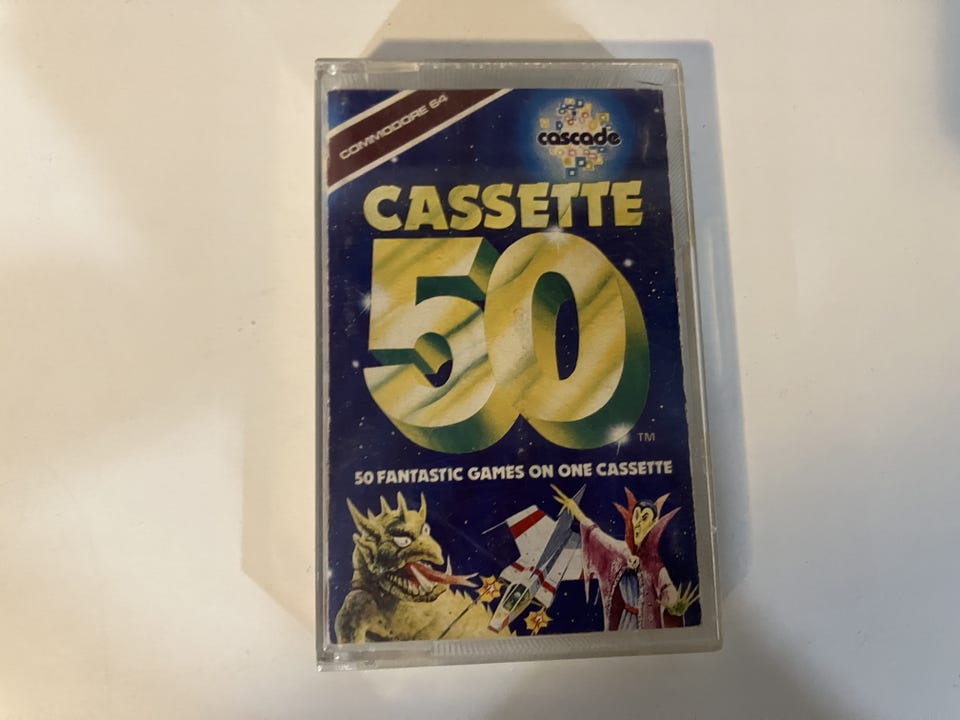 COMMODORE 64
cascade
CASSETTE
50
TM
50 FANTASTIC GAMES ON ONE CASSETTE